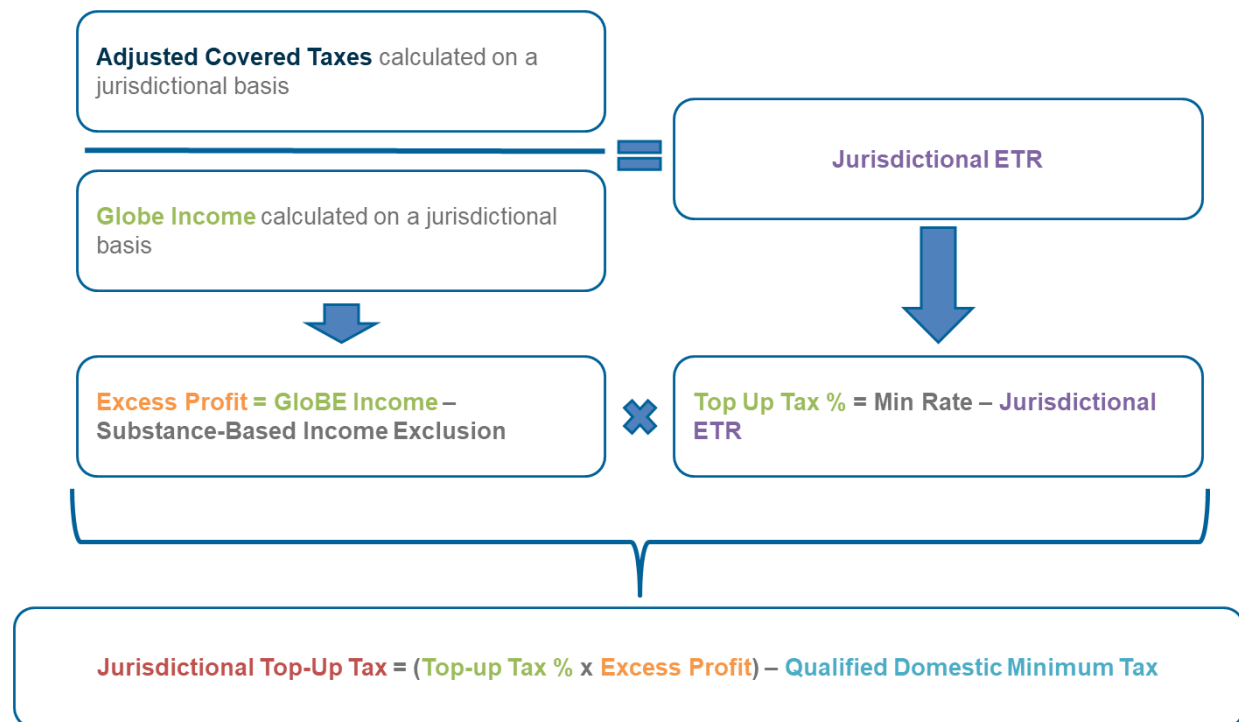 Adjusted Covered Taxes calculated on a
jurisdictional basis
Jurisdictional ETR
Globe Income calculated on a jurisdictional
basis
Excess Profit = GloBE Income –
Substance-Based Income Exclusion
Top Up Tax % = Min Rate – Jurisdictional
ETR
Jurisdictional Top-Up Tax = (Top-up Tax % x Excess Profit) – Qualified Domestic Minimum Tax